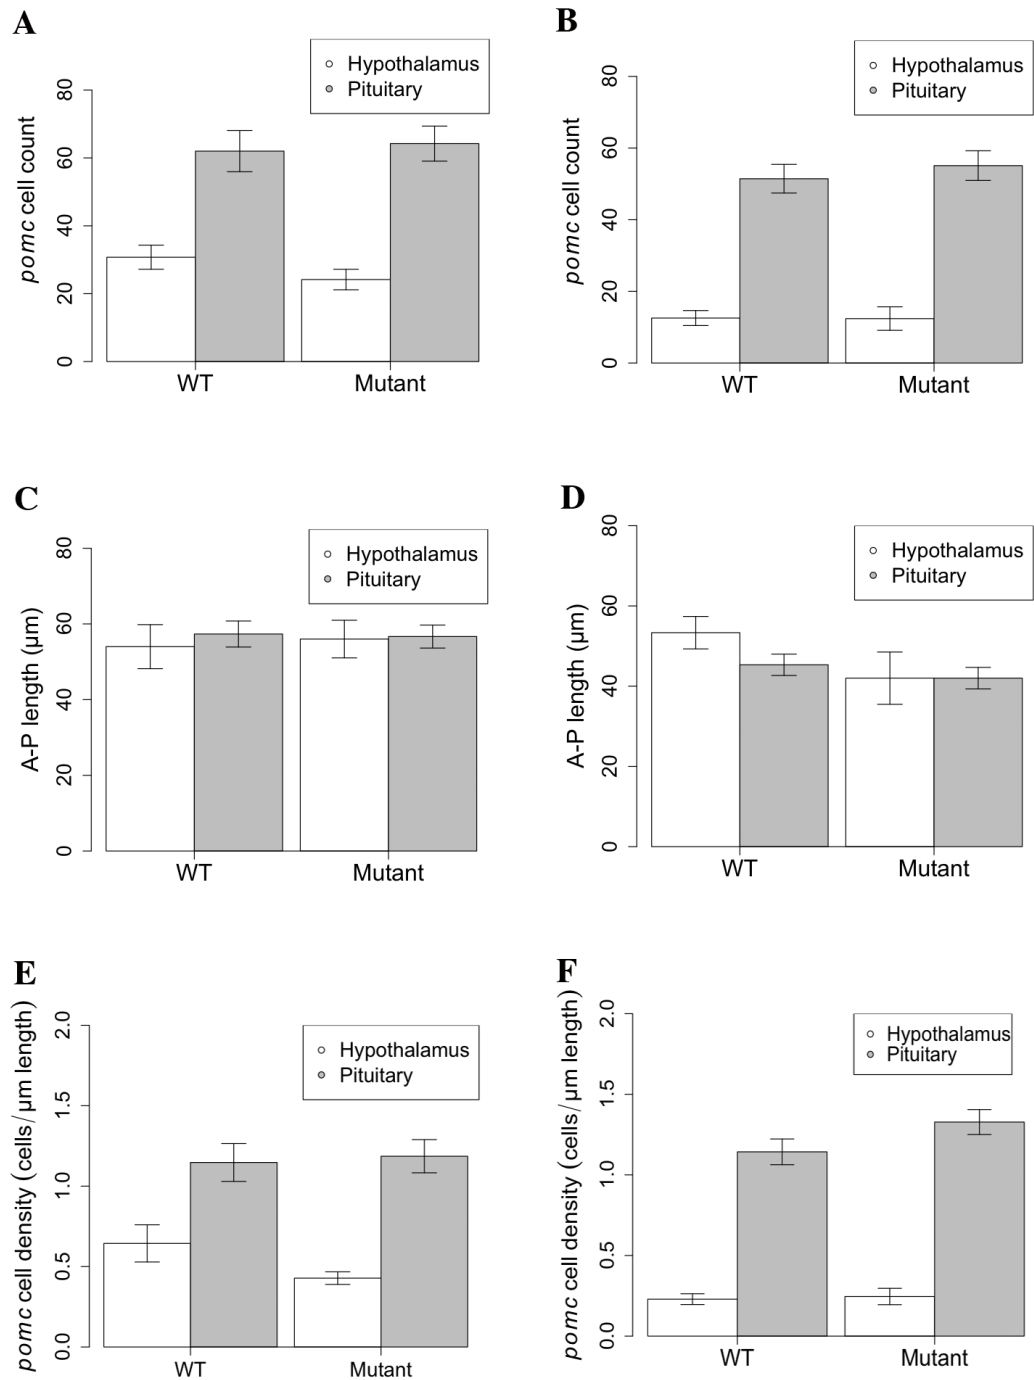 A
pomc cell count
80
60
40
20
0
Hypothalamus
Pituitary
WT
Mutant
B
pomc cell count
80
60
40
20
0
Hypothalamus
Pituitary
WT
Mutant
C
A-P length (μm)
80
60
40
20
0
Hypothalamus
Pituitary
WT
Mutant
D
A-P length (μm)
80
60
40
20
0
Hypothalamus
Pituitary
WT
Mutant
E
pomc cell density (cells/μm length)
2.0
1.5
1.0
0.5
0.0
Hypothalamus
Pituitary
WT
Mutant
F
pomc cell density (cells/μm length)
2.0
1.5
1.0
0.5
0.0
Hypothalamus
Pituitary
WT
Mutant